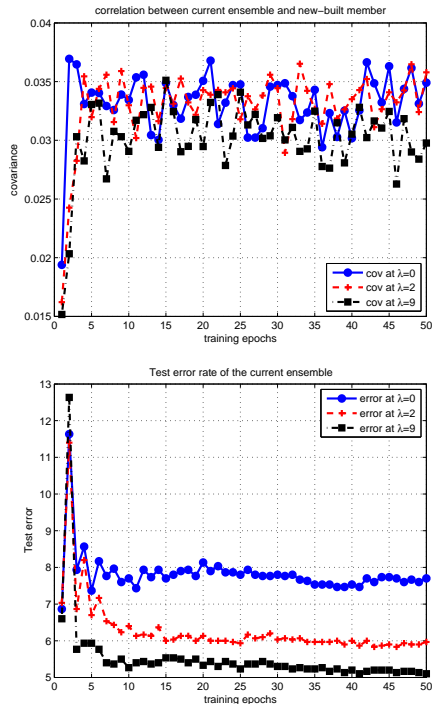 correlation between current ensemble and new-built member
0.04
0.035
0.03
0.025
0.02
0.015
covariance
cov at λ=0
cov at λ=2
cov at λ=9
0 5 10 15 20 25 30 35 40 45 50
training epochs
Test error rate of the current ensemble
13
12
11
10
9
8
7
6
5
Test error
error at λ=0
error at λ=2
error at λ=9
0 5 10 15 20 25 30 35 40 45 50
training epochs